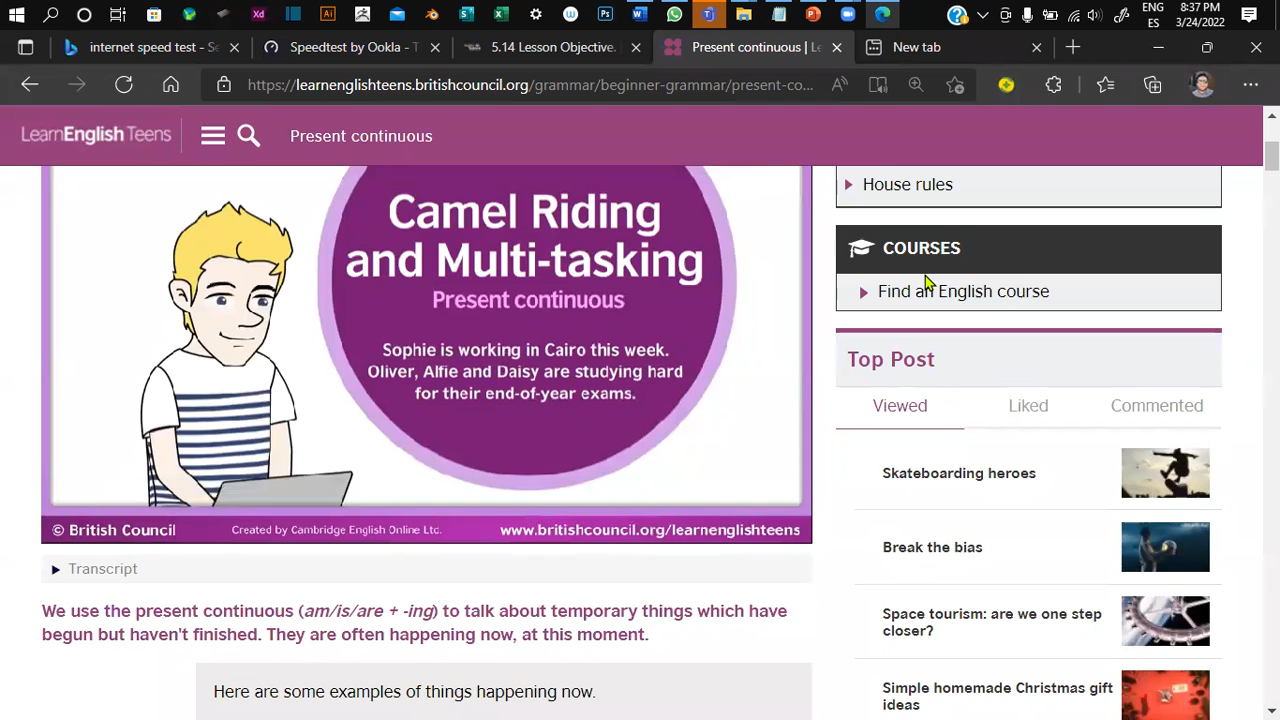 ENG
ES
8:37 PM
3/24/2022
internet speed test - Se
Speedtest by Ookla - T
5.14 Lesson Objective.
Present continuous | Le
New tab
https://learnenglishteens.britishcouncil.org/grammar/beginner-grammar/present-co...
LearnEnglish Teens
Present continuous
Camel Riding
and Multi-tasking
Present continuous
Sophie is working in Cairo this week.
Oliver, Alfie and Daisy are studying hard
for their end-of-year exams.
© British Council
Created by Cambridge English Online Ltd.
www.britishcouncil.org/learnenglishteens
Transcript
We use the present continuous (am/is/are + -ing) to talk about temporary things which have
begun but haven't finished. They are often happening now, at this moment.
Here are some examples of things happening now.
House rules
COURSES
Find an English course
Top Post
Viewed
Liked
Commented
Skateboarding heroes
Break the bias
Space tourism: are we one step
closer?
Simple homemade Christmas gift
ideas